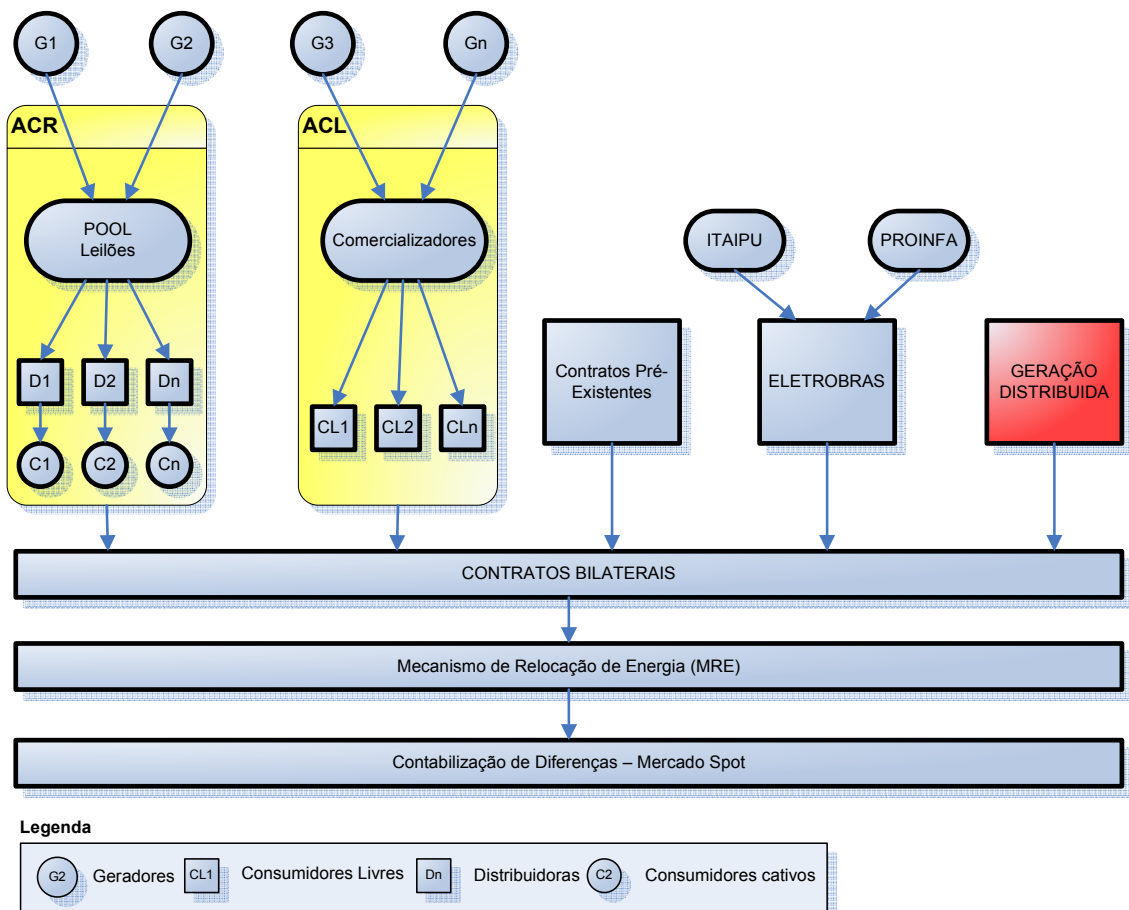 G1
G2
G3
Gn
ACR
ACL
POOL
Leilões
Comercializadores
ITAIPU
PROINFA
D1
D2
Dn
Contratos Pré-
Existentes
ELETROBRAS
GERAÇÃO
DISTRIBUIDA
CL1
CL2
CLn
C1
C2
Cn
CONTRATOS BILATERAIS
Mecanismo de Relocação de Energia (MRE)
Contabilização de Diferenças – Mercado Spot
Legenda
G2 Geradores CL1 Consumidores Livres Dn Distribuidoras C2 Consumidores cativos